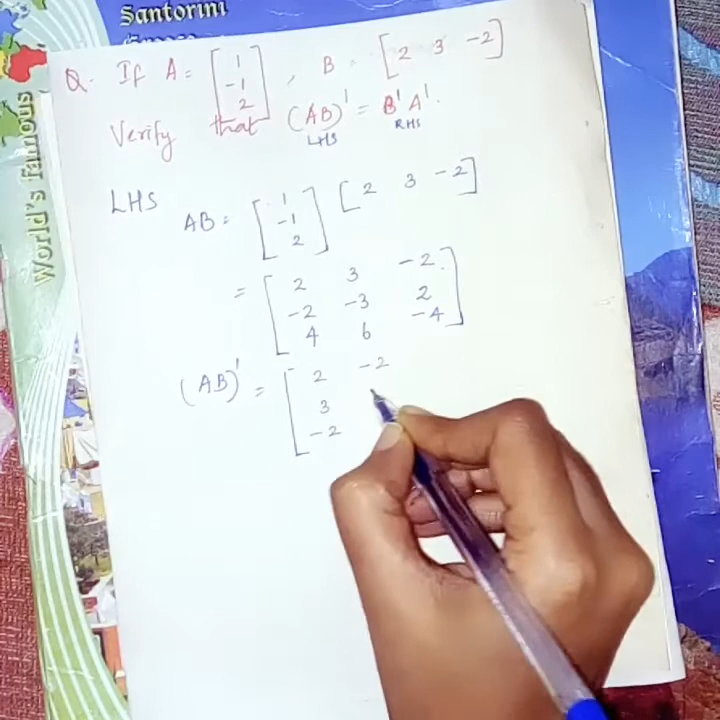 Santorini
World's famous
Q. If A = [1 -1 2], B = [2 3 -2]
Verify that (AB)' = B'A'.
LHS RHS
LHS
AB = [1 -1 2] [2 3 -2]
= [2 3 -2
-2 -3 2
4 6 -4]
(AB)' = [2 -2
3
-2